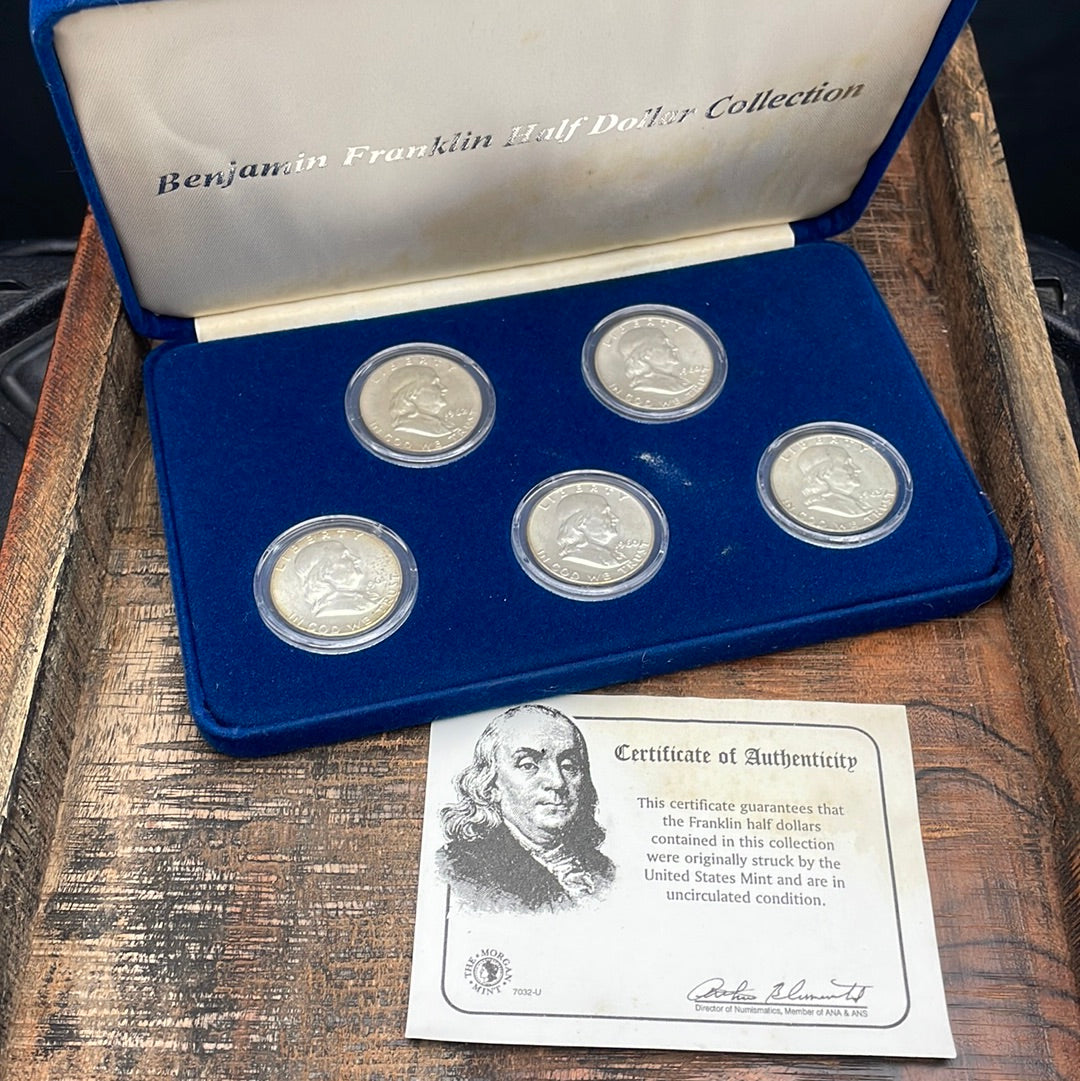 Benjamin Franklin Half Dollar Collection
LIBERTY
1962
IN GOD WE TRUST
LIBERTY
1960
IN GOD WE TRUST
LIBERTY
IN GOD WE TRUST
LIBERTY
1960
IN GOD WE TRUST
LIBERTY
IN GOD WE TRUST
Certificate of Authenticity
This certificate guarantees that
the Franklin half dollars
contained in this collection
were originally struck by the
United States Mint and are in
uncirculated condition.
THE MORGAN MINT
7032-U
Director of Numismatics, Member of ANA & ANS